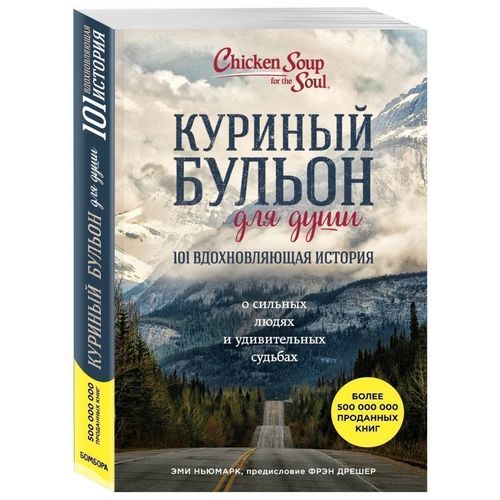 Chicken Soup
for the
Soul
КУРИНЫЙ
БУЛЬОН
для души
101 ВДОХНОВЛЯЮЩАЯ ИСТОРИЯ
о сильных
людях
и удивительных
судьбах
БОЛЕЕ
500 000 000
ПРОДАННЫХ
КНИГ
ЭМИ НЬЮМАРК, предисловие ФРЭН ДРЕШЕР
101 ВДОХНОВЛЯЮЩАЯ
ИСТОРИЯ
КУРИНЫЙ БУЛЬОН для души
500 000 000
ПРОДАННЫХ КНИГ
БОМБОРА